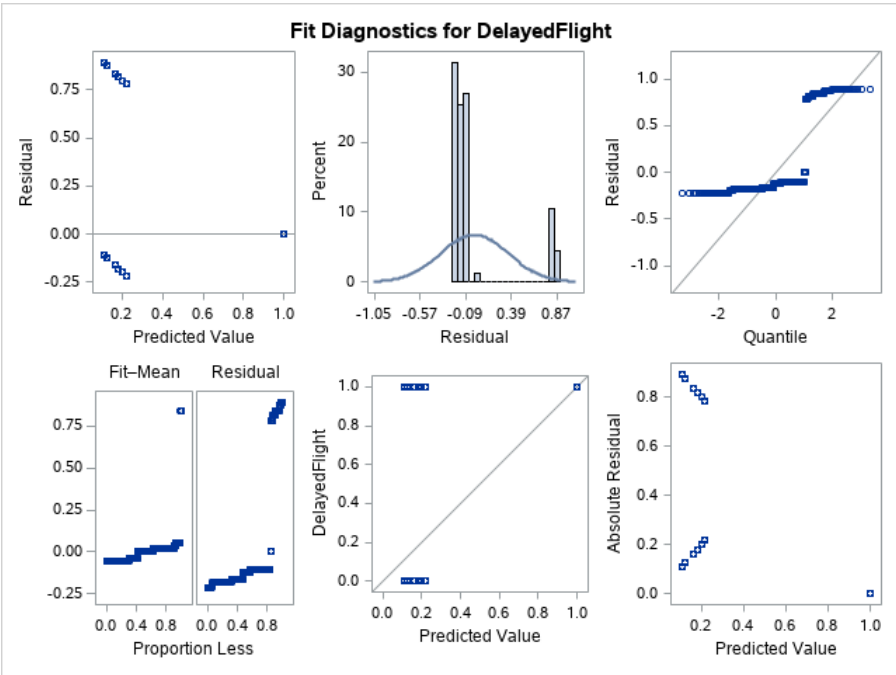 Fit Diagnostics for DelayedFlight
Residual
0.75
0.50
0.25
0.00
-0.25
0.2 0.4 0.6 0.8 1.0
Predicted Value
Percent
30
20
10
0
-1.05 -0.57 -0.09 0.39 0.87
Residual
Residual
1.0
0.5
0.0
-0.5
-1.0
-2 0 2
Quantile
Fit–Mean Residual
0.75
0.50
0.25
0.00
-0.25
0.0 0.4 0.8 0.0 0.4 0.8
Proportion Less
DelayedFlight
1.0
0.8
0.6
0.4
0.2
0.0
0.0 0.2 0.4 0.6 0.8 1.0
Predicted Value
Absolute Residual
0.8
0.6
0.4
0.2
0.0
0.2 0.4 0.6 0.8 1.0
Predicted Value